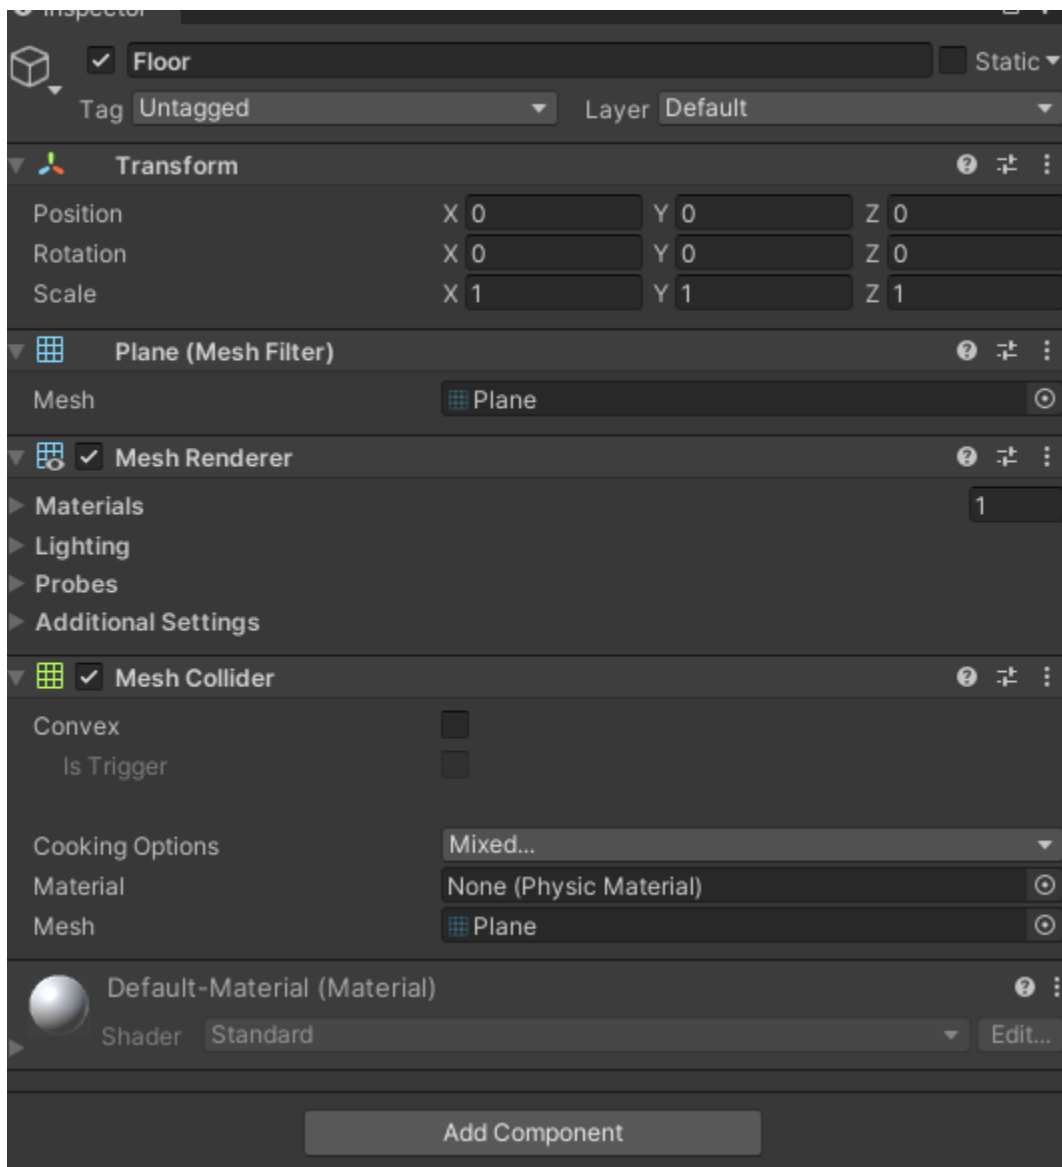 Inspector
Floor
Static
Tag Untagged Layer Default
Transform
Position X 0 Y 0 Z 0
Rotation X 0 Y 0 Z 0
Scale X 1 Y 1 Z 1
Plane (Mesh Filter)
Mesh Plane
Mesh Renderer
Materials 1
Lighting
Probes
Additional Settings
Mesh Collider
Convex
Is Trigger
Cooking Options Mixed...
Material None (Physic Material)
Mesh Plane
Default-Material (Material)
Shader Standard Edit...
Add Component